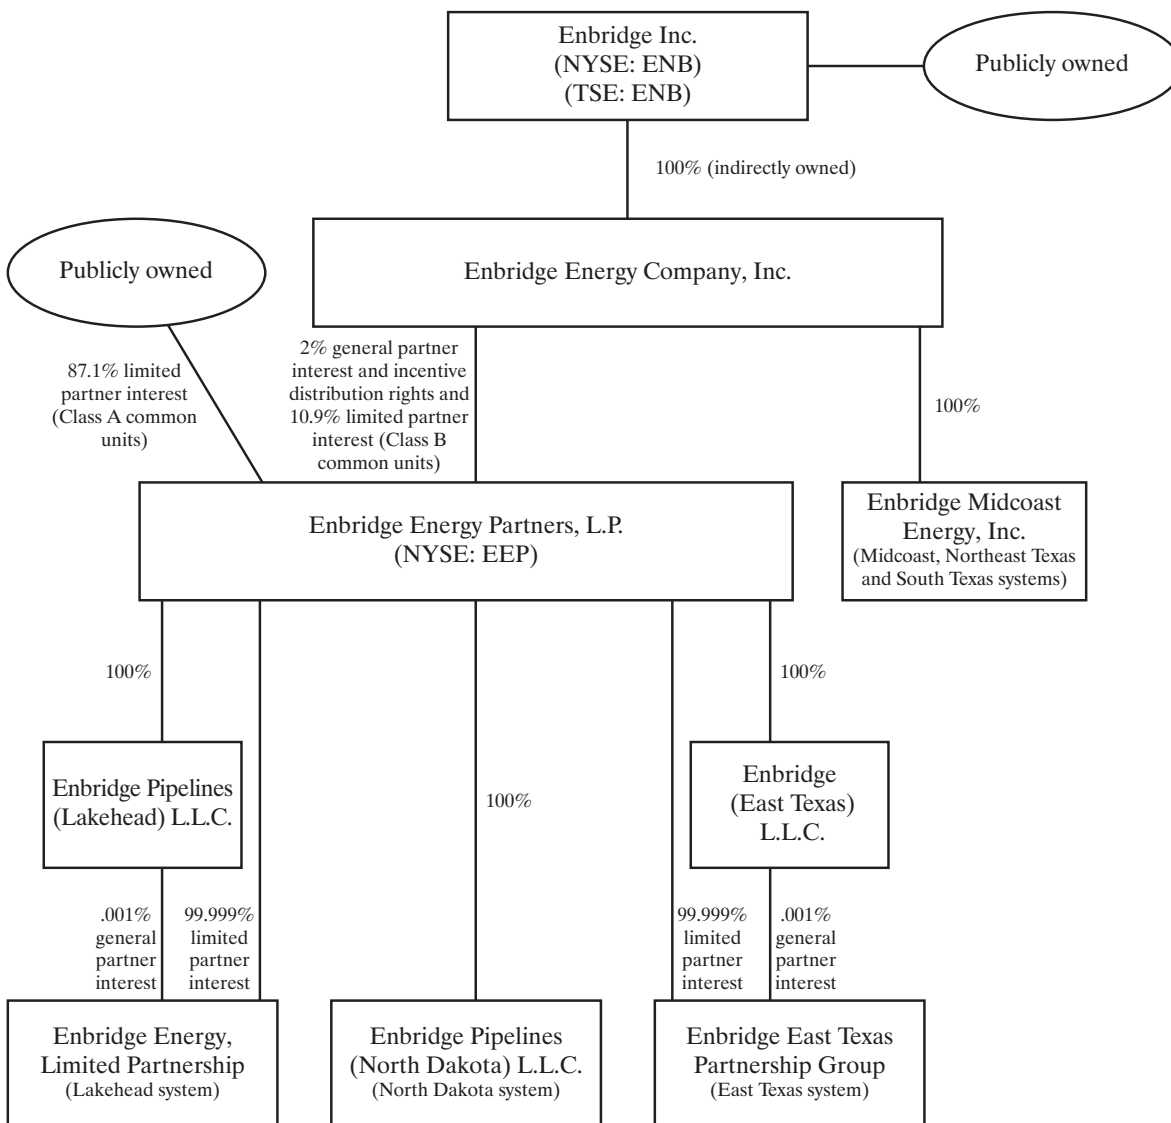 Enbridge Inc.
(NYSE: ENB)
(TSE: ENB)
Publicly owned
100% (indirectly owned)
Publicly owned
Enbridge Energy Company, Inc.
87.1% limited
partner interest
(Class A common
units)
2% general partner
interest and incentive
distribution rights and
10.9% limited partner
interest (Class B
common units)
100%
Enbridge Energy Partners, L.P.
(NYSE: EEP)
Enbridge Midcoast
Energy, Inc.
(Midcoast, Northeast Texas
and South Texas systems)
100%
100%
Enbridge Pipelines
(Lakehead) L.L.C.
100%
Enbridge
(East Texas)
L.L.C.
.001%
general
partner
interest
99.999%
limited
partner
interest
99.999%
limited
partner
interest
.001%
general
partner
interest
Enbridge Energy,
Limited Partnership
(Lakehead system)
Enbridge Pipelines
(North Dakota) L.L.C.
(North Dakota system)
Enbridge East Texas
Partnership Group
(East Texas system)